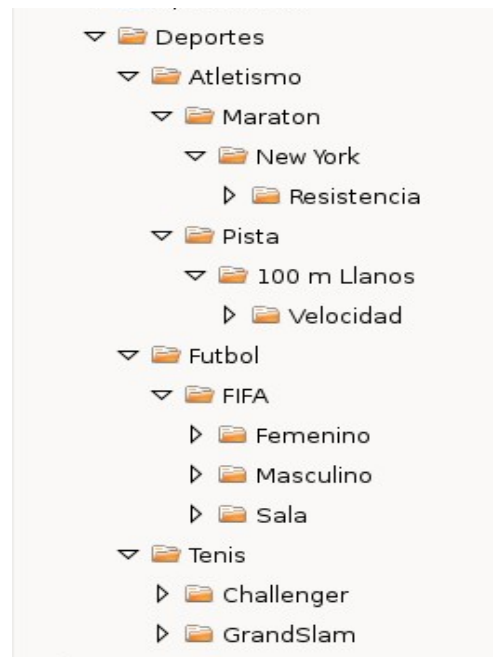 Deportes
Atletismo
Maraton
New York
Resistencia
Pista
100 m Llanos
Velocidad
Futbol
FIFA
Femenino
Masculino
Sala
Tenis
Challenger
GrandSlam